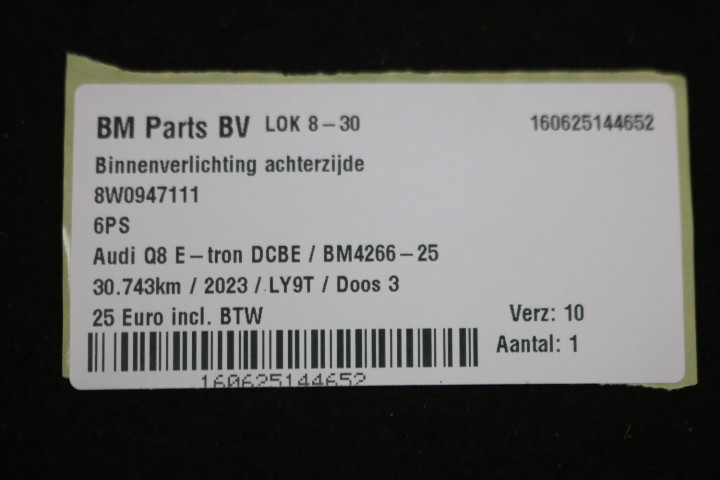 BM Parts BV LOK 8-30 160625144652
Binnenverlichting achterzijde
8W0947111
6PS
Audi Q8 E-tron DCBE / BM4266-25
30.743km / 2023 / LY9T / Doos 3
25 Euro incl. BTW Verz: 10
Aantal: 1
160625144652